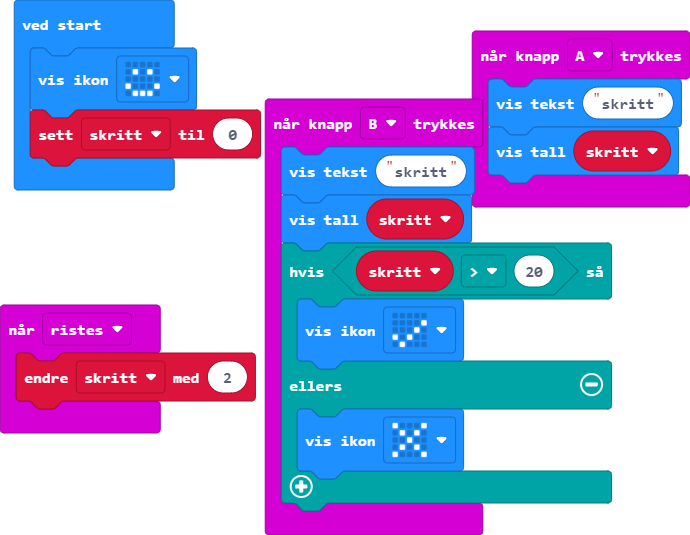 ved start
vis ikon
sett skritt til 0
når knapp A trykkes
vis tekst "skritt"
vis tall skritt
når knapp B trykkes
vis tekst "skritt"
vis tall skritt
hvis skritt > 20 så
vis ikon
ellers
vis ikon
når ristes
endre skritt med 2